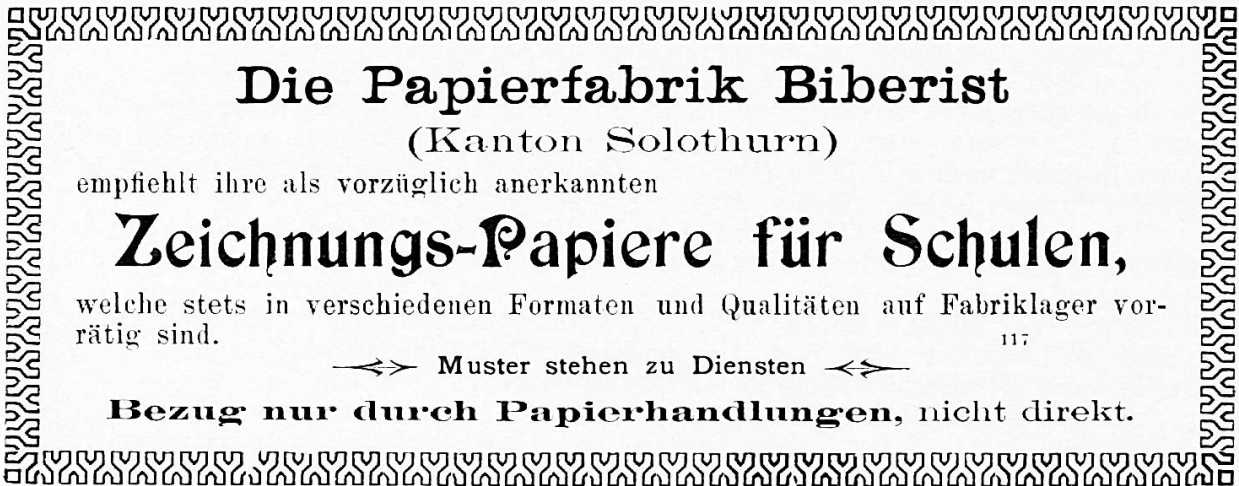 Die Papierfabrik Biberist
(Kanton Solothurn)
empfiehlt ihre als vorzüglich anerkannten
Zeichnungs-Papiere für Schulen,
welche stets in verschiedenen Formaten und Qualitäten auf Fabriklager vor-
rätig sind. 117
Muster stehen zu Diensten
Bezug nur durch Papierhandlungen, nicht direkt.